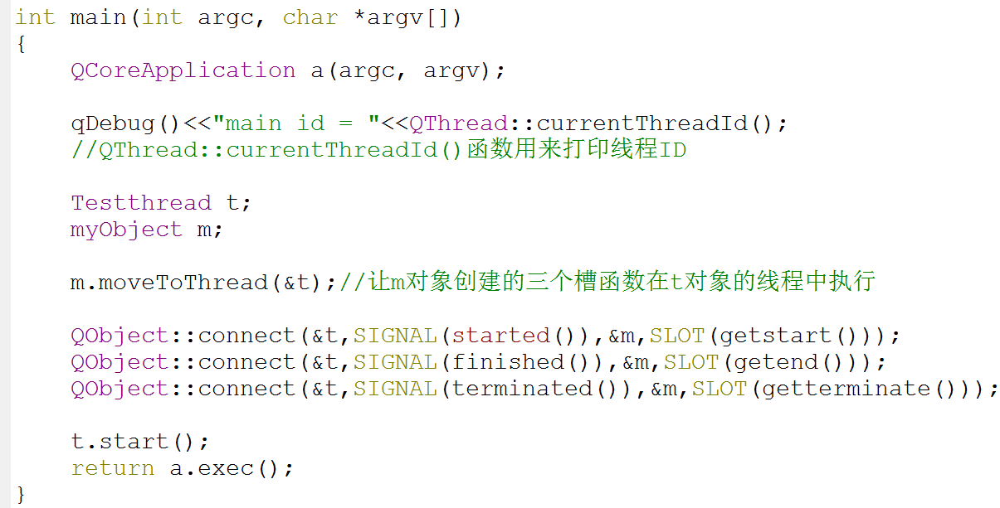 int main(int argc, char *argv[])
{
    QCoreApplication a(argc, argv);
    qDebug()<<"main id = "<<QThread::currentThreadId();
    //QThread::currentThreadId()函数用来打印线程ID
    Testthread t;
    myObject m;
    m.moveToThread(&t);//让m对象创建的三个槽函数在t对象的线程中执行
    QObject::connect(&t,SIGNAL(started()),&m,SLOT(getstart()));
    QObject::connect(&t,SIGNAL(finished()),&m,SLOT(getend()));
    QObject::connect(&t,SIGNAL(terminated()),&m,SLOT(getterminate()));
    t.start();
    return a.exec();
}